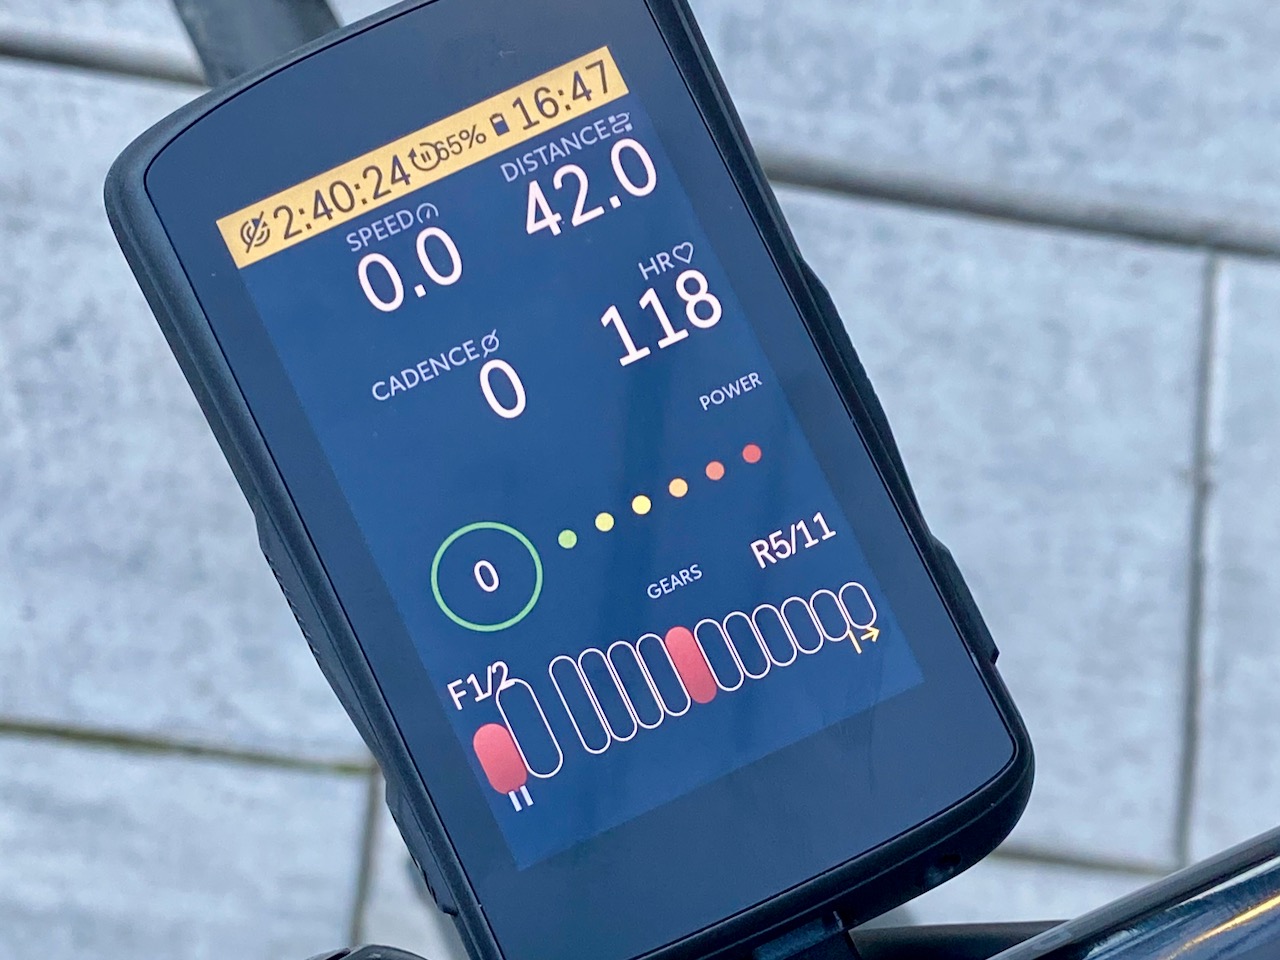 2:40:24 65% 16:47
SPEED DISTANCE
0.0 42.0
CADENCE HR
0 118
POWER
0
GEARS R5/11
F1/2